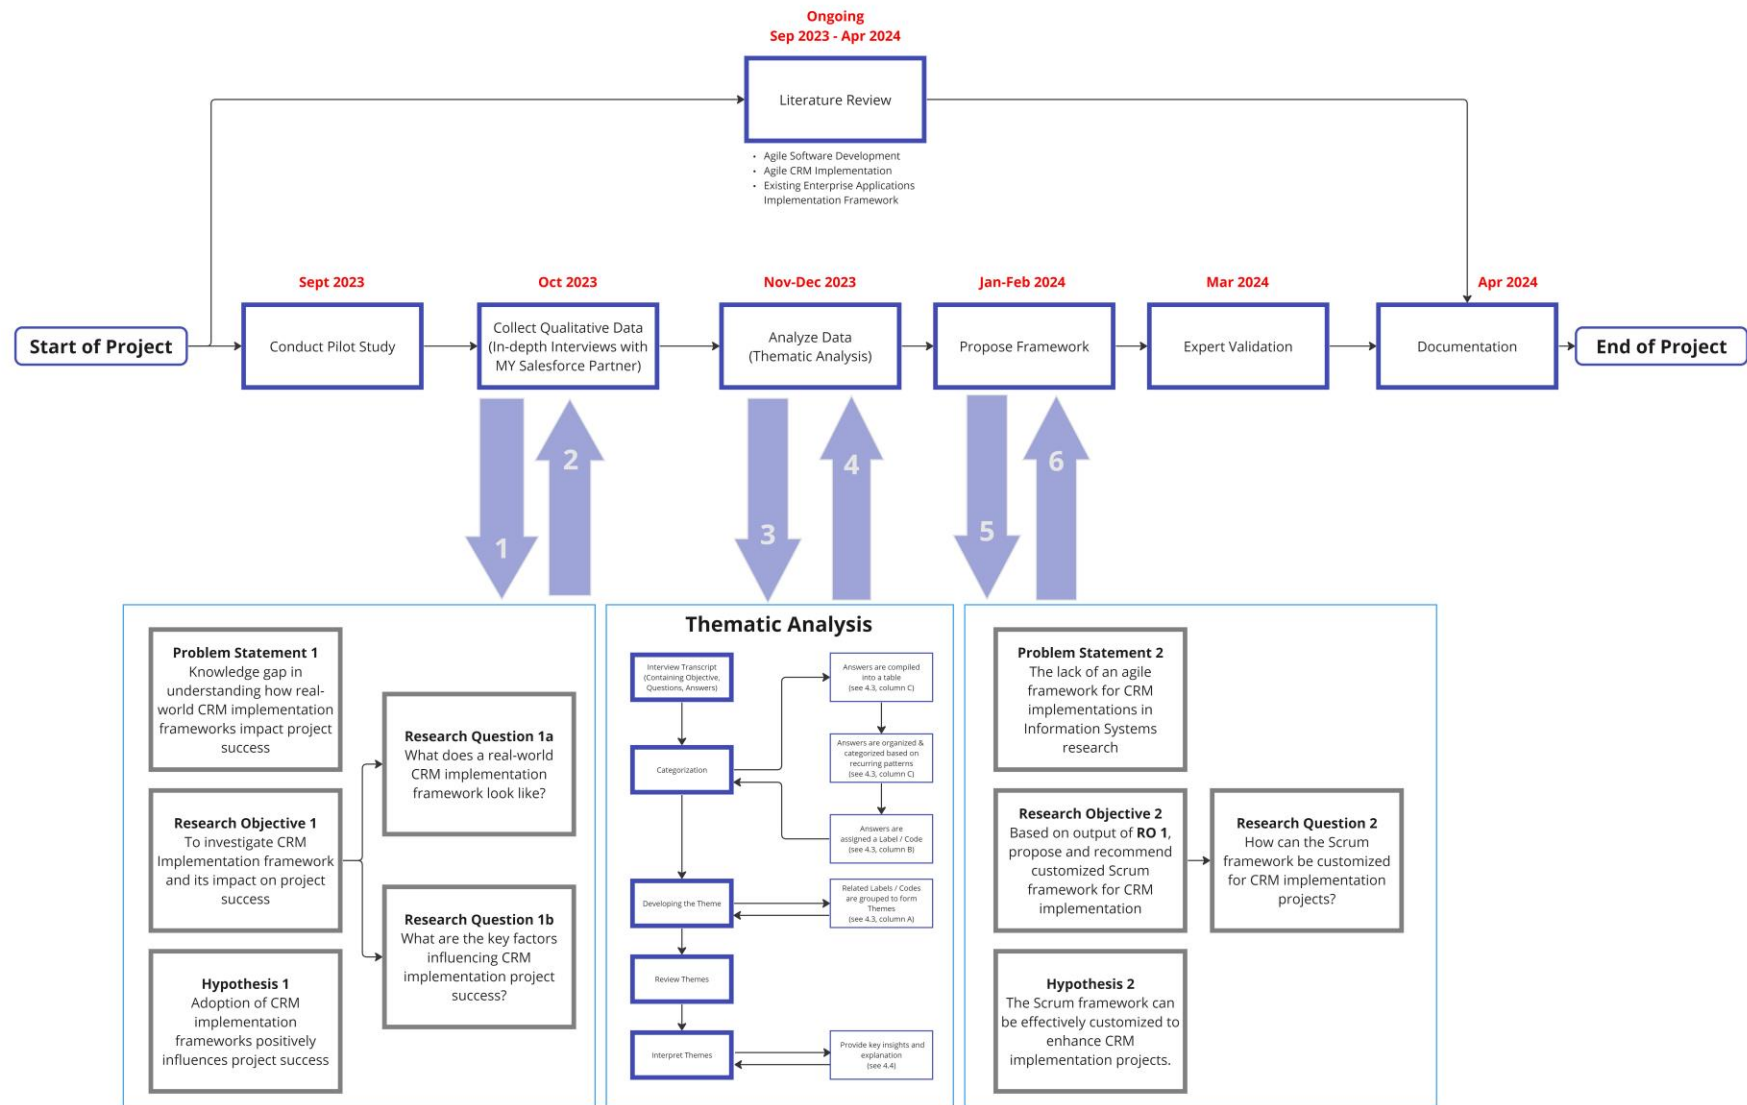 Ongoing
Sep 2023 - Apr 2024
Literature Review
• Agile Software Development
• Agile CRM Implementation
• Existing Enterprise Applications
Implementation Framework
Sept 2023
Oct 2023
Nov-Dec 2023
Jan-Feb 2024
Mar 2024
Apr 2024
Start of Project
Conduct Pilot Study
Collect Qualitative Data
(In-depth Interviews with
MY Salesforce Partner)
Analyze Data
(Thematic Analysis)
Propose Framework
Expert Validation
Documentation
End of Project
1
2
3
4
5
6
Problem Statement 1
Knowledge gap in
understanding how real-
world CRM implementation
frameworks impact project
success
Research Objective 1
To investigate CRM
Implementation framework
and its impact on project
success
Hypothesis 1
Adoption of CRM
implementation
frameworks positively
influences project success
Research Question 1a
What does a real-world
CRM implementation
framework look like?
Research Question 1b
What are the key factors
influencing CRM
implementation project
success?
Thematic Analysis
Interview Transcript
(Containing Objective,
Questions, Answers)
Categorization
Developing the Theme
Review Themes
Interpret Themes
Answers are compiled
into a table
(see 4.3, column C)
Answers are organized &
categorized based on
recurring patterns
(see 4.3, column C)
Answers are
assigned a Label / Code
(see 4.3, column B)
Related Labels / Codes
are grouped to form
Themes
(see 4.3, column A)
Provide key insights and
explanation
(see 4.4)
Problem Statement 2
The lack of an agile
framework for CRM
implementations in
Information Systems
research
Research Objective 2
Based on output of RO 1,
propose and recommend
customized Scrum
framework for CRM
implementation
Hypothesis 2
The Scrum framework can
be effectively customized to
enhance CRM
implementation projects.
Research Question 2
How can the Scrum
framework be customized
for CRM implementation
projects?